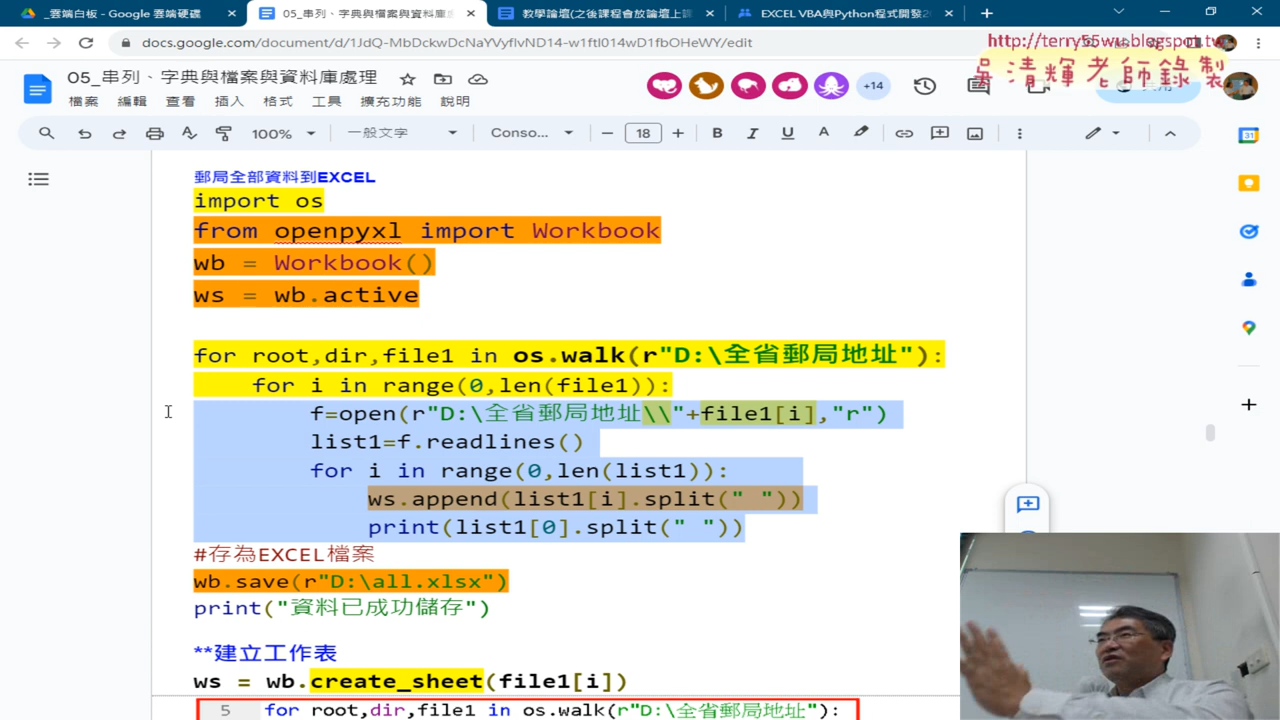 _雲端白板 - Google 雲端硬碟
05_串列、字典與檔案與資料庫處
教學論壇(之後課程會放論壇上課
EXCEL VBA與Python程式開發2
docs.google.com/document/d/1JdQ-MbDckwDcNaYVyflvND14-w1ftl014wD1fbOHeWY/edit
http://terry55wu.blogspot.tw
吳清輝老師錄製
05_串列、字典與檔案與資料庫處理
檔案 編輯 查看 插入 格式 工具 擴充功能 說明
+14
100% 一般文字 Conso... 18 B I U A
31
郵局全部資料到EXCEL
import os
from openpyxl import Workbook
wb = Workbook()
ws = wb.active
for root,dir,file1 in os.walk(r"D:\全省郵局地址"):
for i in range(0,len(file1)):
f=open(r"D:\全省郵局地址\\"+file1[i],"r")
list1=f.readlines()
for i in range(0,len(list1)):
ws.append(list1[i].split(" "))
print(list1[0].split(" "))
#存為EXCEL檔案
wb.save(r"D:\all.xlsx")
print("資料已成功儲存")
**建立工作表
ws = wb.create_sheet(file1[i])
5 for root,dir,file1 in os.walk(r"D:\全省郵局地址"):